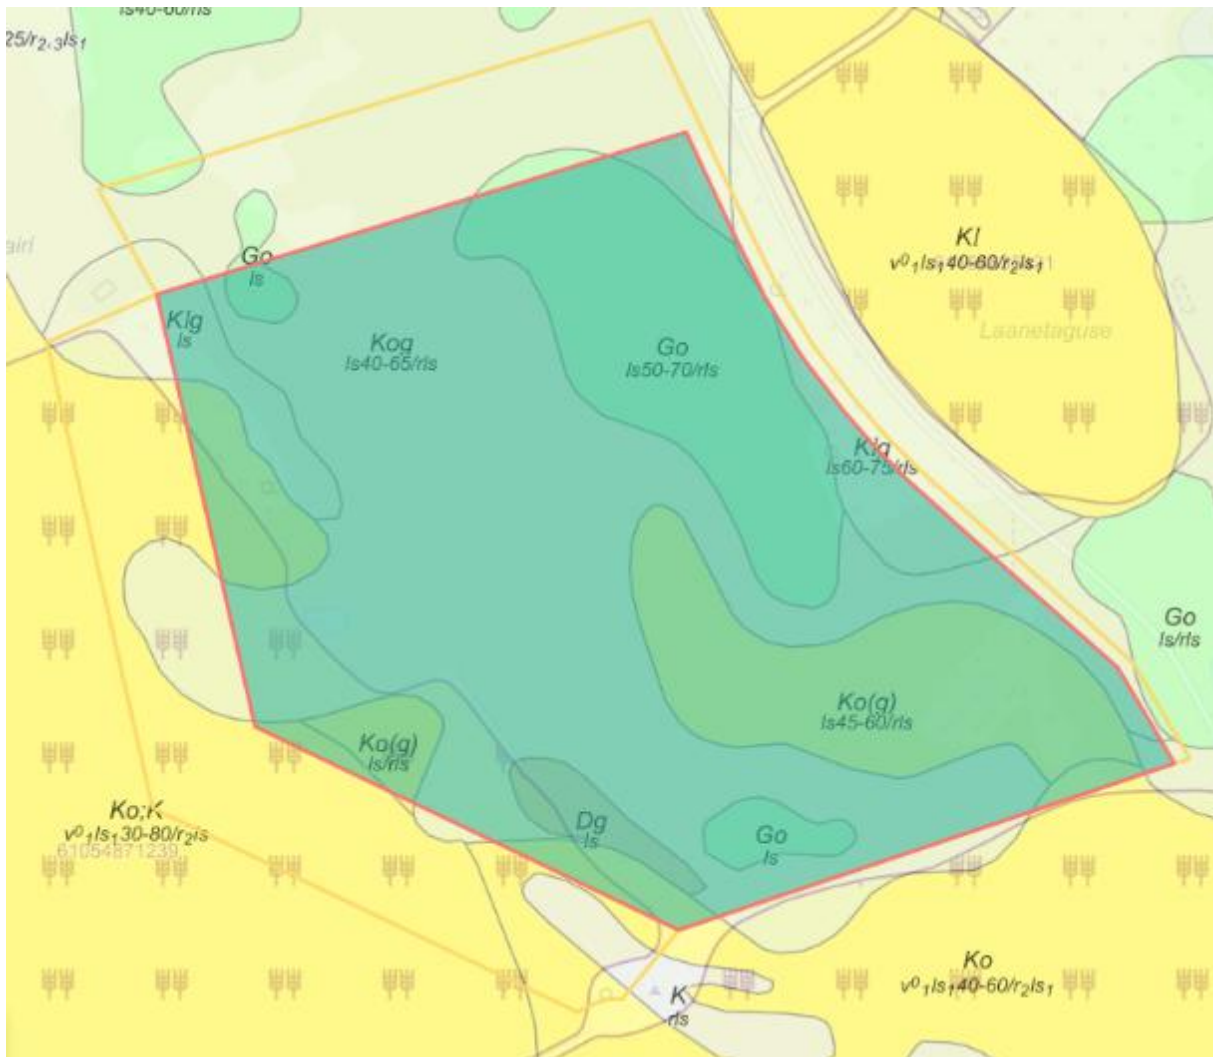 ls40-60/rls
25/r₂,₃ls₁
Kl
v⁰₁ls₁40-60/r₂ls₁
Laanetaguse
airi
Go
ls
Klg
ls
Kog
ls40-65/rls
Go
ls50-70/rls
Klg
ls60-75/rls
Go
ls/rls
Ko(g)
ls45-60/rls
Ko(g)
ls/rls
Ko;K
v⁰₁ls₁30-80/r₂ls
61054871239
Dg
ls
Go
ls
Ko
v⁰₁ls₁40-60/r₂ls₁
K
rls